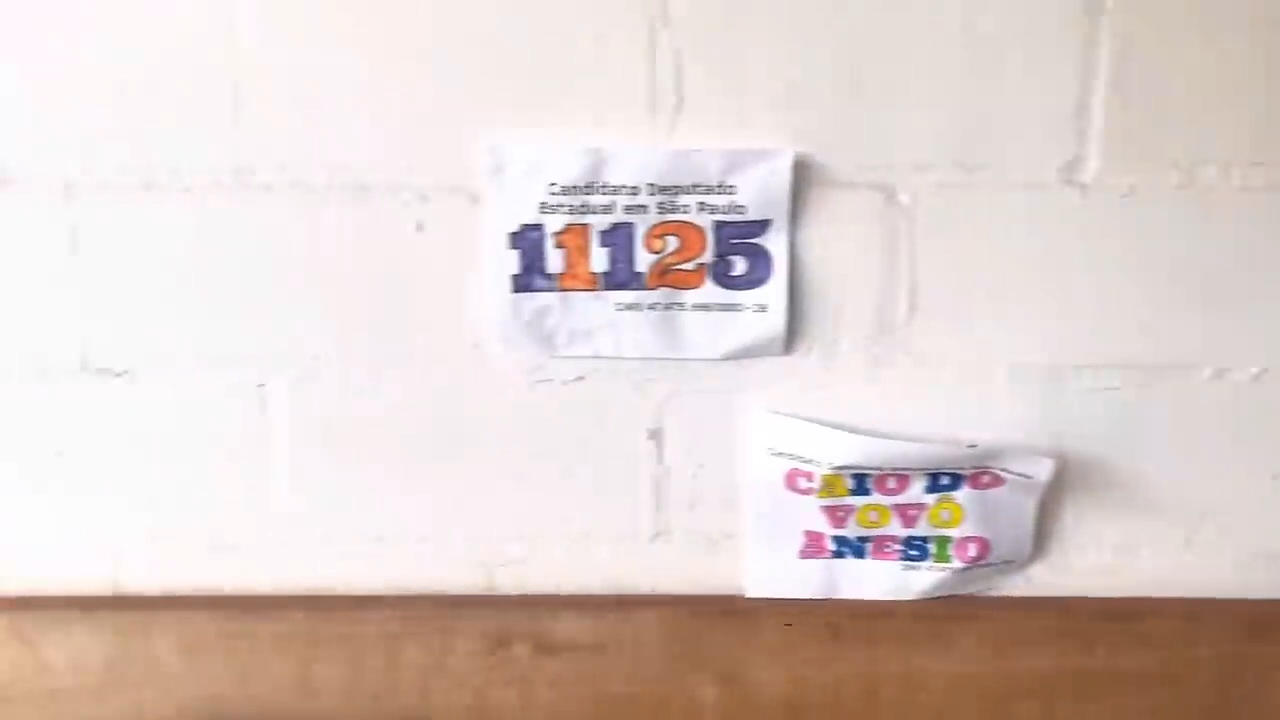 Candidato Deputado
Estadual em São Paulo
11125
CAIO DO
VOVÔ
ANESIO